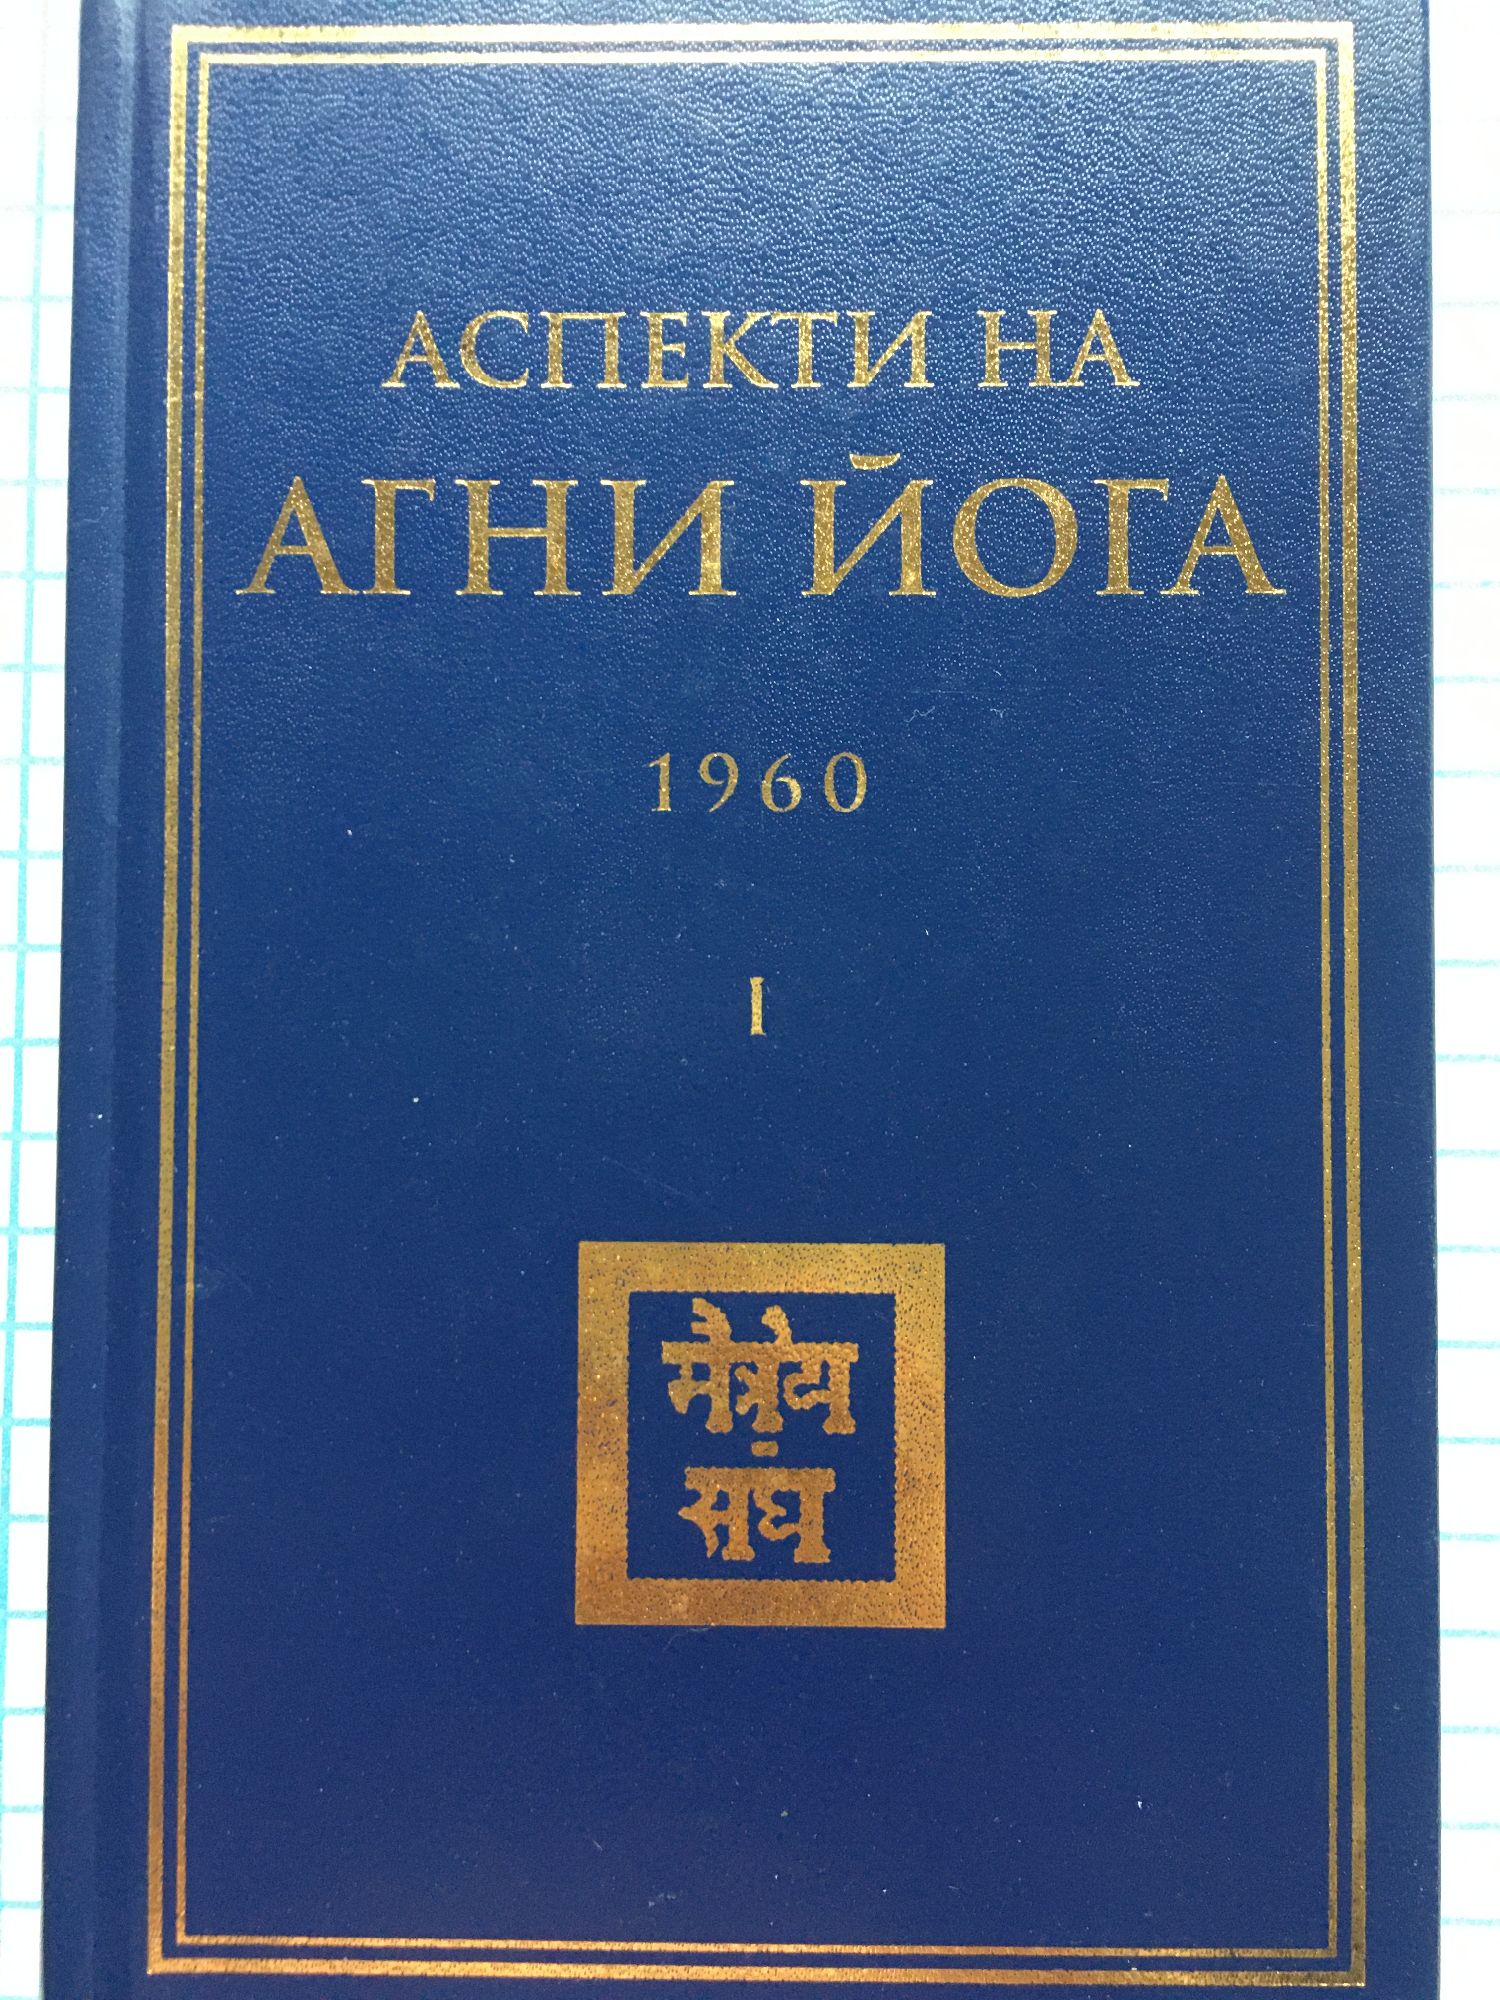 АСПЕКТИ НА
АГНИ ЙОГА
1960
I
मैत्रेय
-
संघ